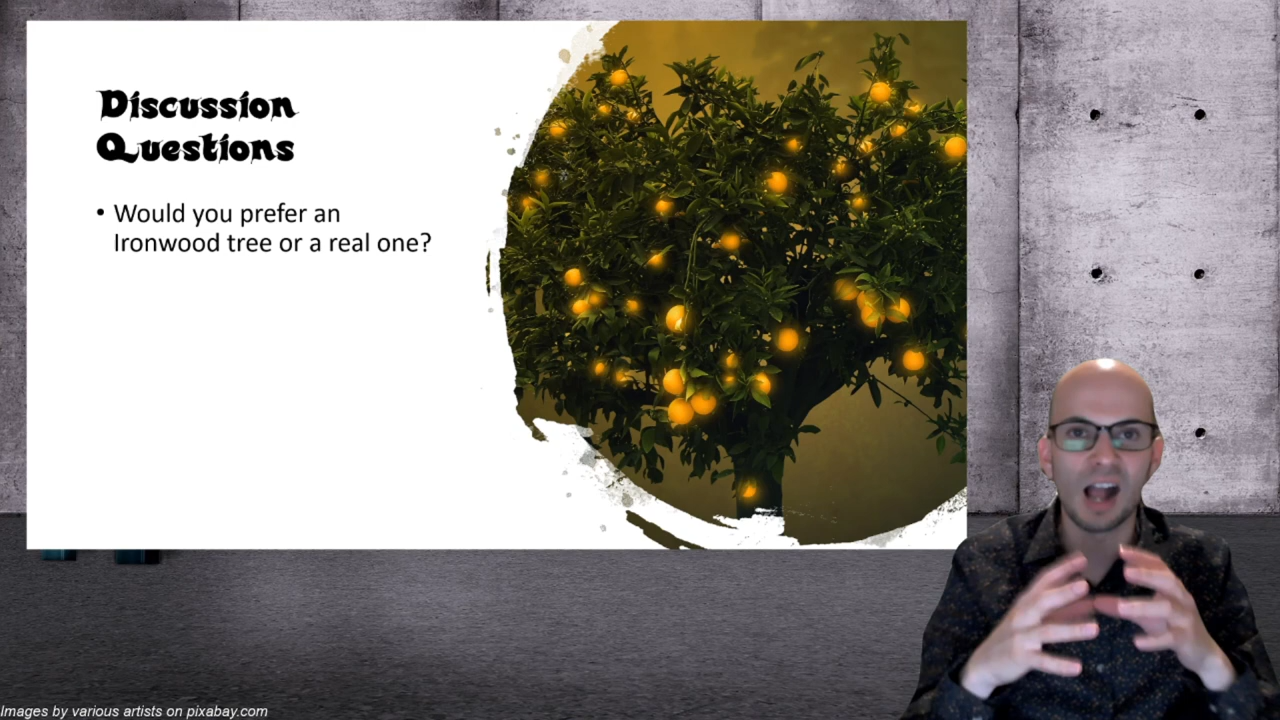 Discussion
Questions
• Would you prefer an
Ironwood tree or a real one?
Images by various artists on pixabay.com